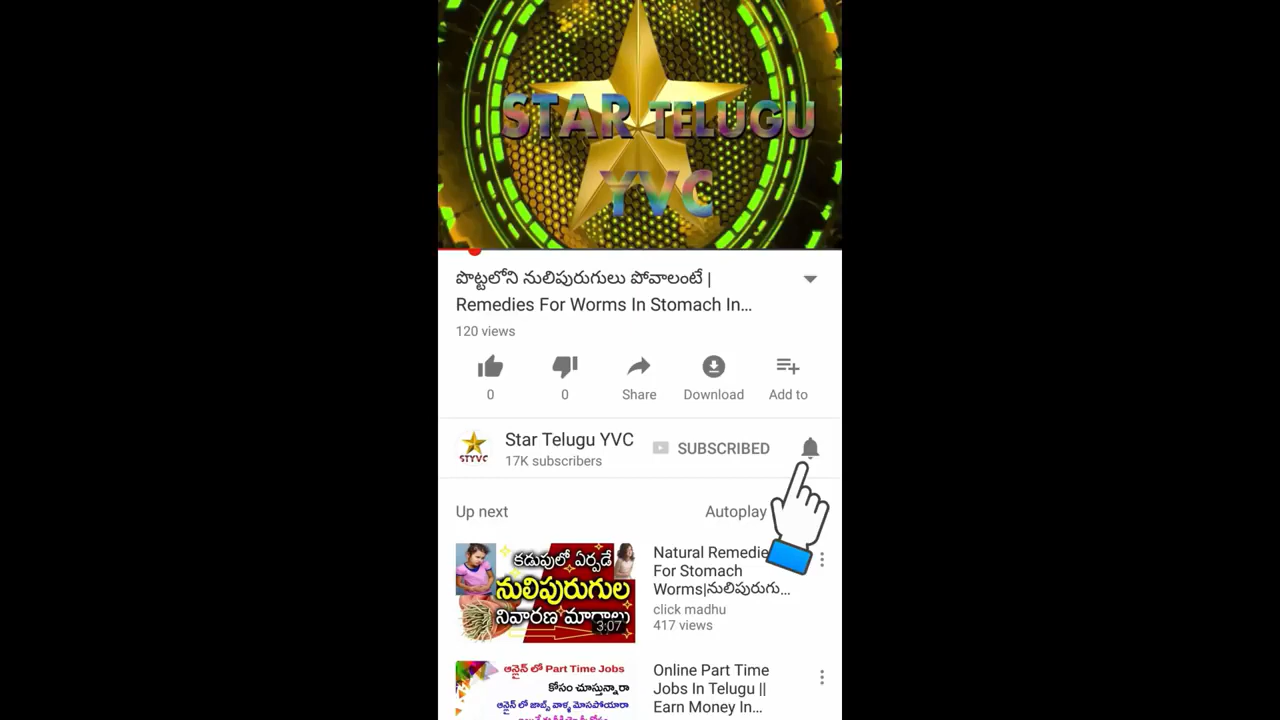 STAR TELUGU
YVC
పొట్టలోని నులిపురుగులు పోవాలంటే |
Remedies For Worms In Stomach In...
120 views
0
0
Share
Download
Add to
Star Telugu YVC
17K subscribers
SUBSCRIBED
STYVC
Up next
Autoplay
కడుపులో ఏర్పడే
నులిపురుగుల
నివారణ మార్గాలు
3:07
Natural Remedie
For Stomach
Worms|నులిపురుగు...
click madhu
417 views
ఆన్లైన్ లో Part Time Jobs
కోసం చూస్తున్నారా
ఆన్లైన్ లో జాబ్స్ వాళ్ళ మోసపోయారా
Online Part Time
Jobs In Telugu ||
Earn Money In...